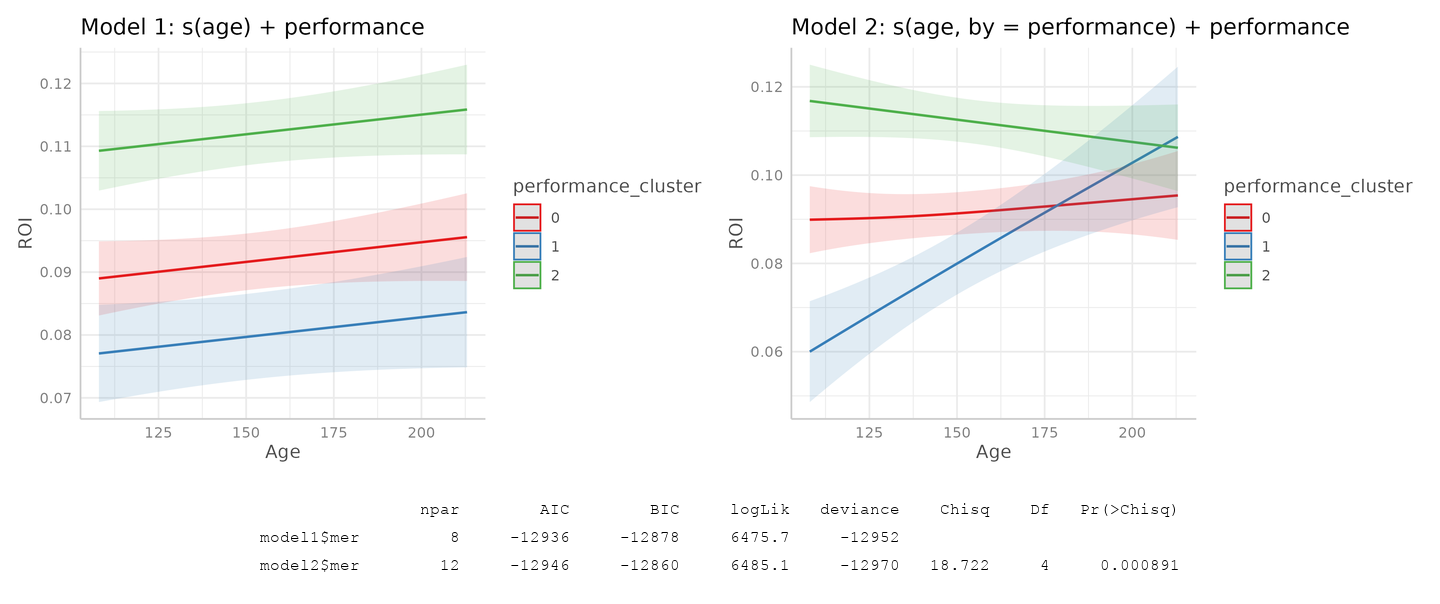 Model 1: s(age) + performance
0.12
0.11
0.10
0.09
0.08
0.07
ROI
125 150 175 200
Age
performance_cluster
0
1
2
Model 2: s(age, by = performance) + performance
0.12
0.10
0.08
0.06
ROI
125 150 175 200
Age
performance_cluster
0
1
2
npar AIC BIC logLik deviance Chisq Df Pr(>Chisq)
model1$mer 8 -12936 -12878 6475.7 -12952
model2$mer 12 -12946 -12860 6485.1 -12970 18.722 4 0.000891